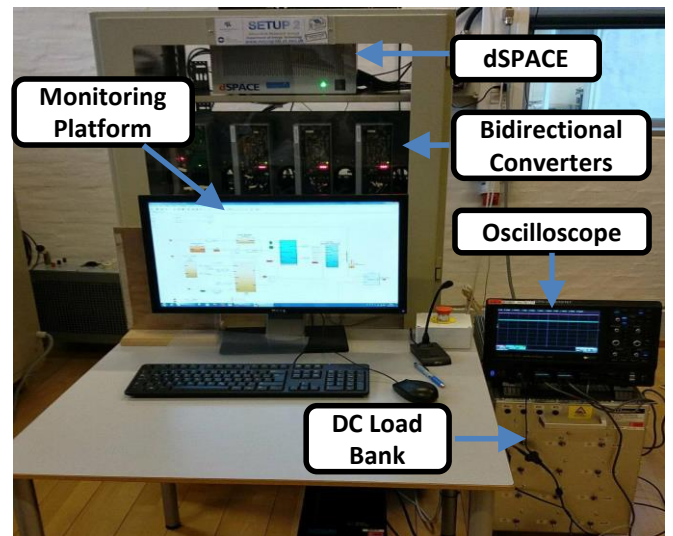 SETUP 2
dSPACE
dSPACE
Monitoring
Platform
Bidirectional
Converters
Oscilloscope
DC Load
Bank